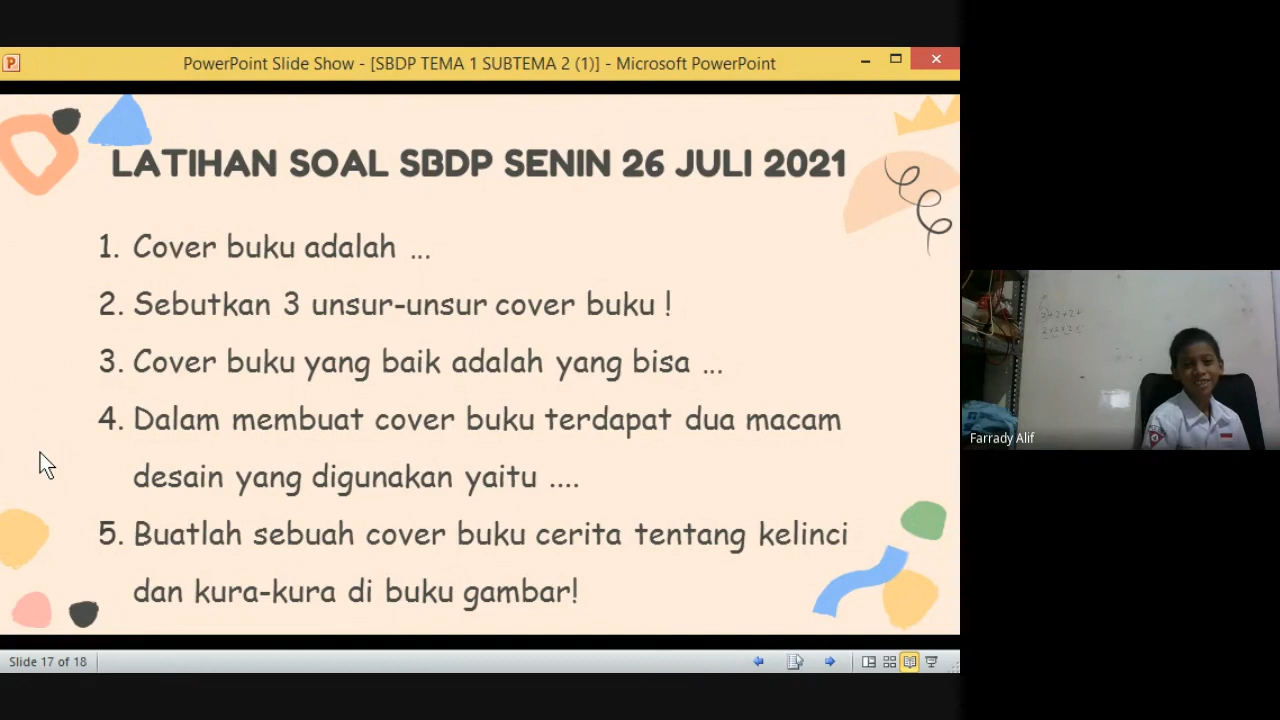 PowerPoint Slide Show - [SBDP TEMA 1 SUBTEMA 2 (1)] - Microsoft PowerPoint
LATIHAN SOAL SBDP SENIN 26 JULI 2021
1. Cover buku adalah ...
2. Sebutkan 3 unsur-unsur cover buku !
3. Cover buku yang baik adalah yang bisa ...
4. Dalam membuat cover buku terdapat dua macam
desain yang digunakan yaitu ....
5. Buatlah sebuah cover buku cerita tentang kelinci
dan kura-kura di buku gambar!
Slide 17 of 18
Farrady Alif